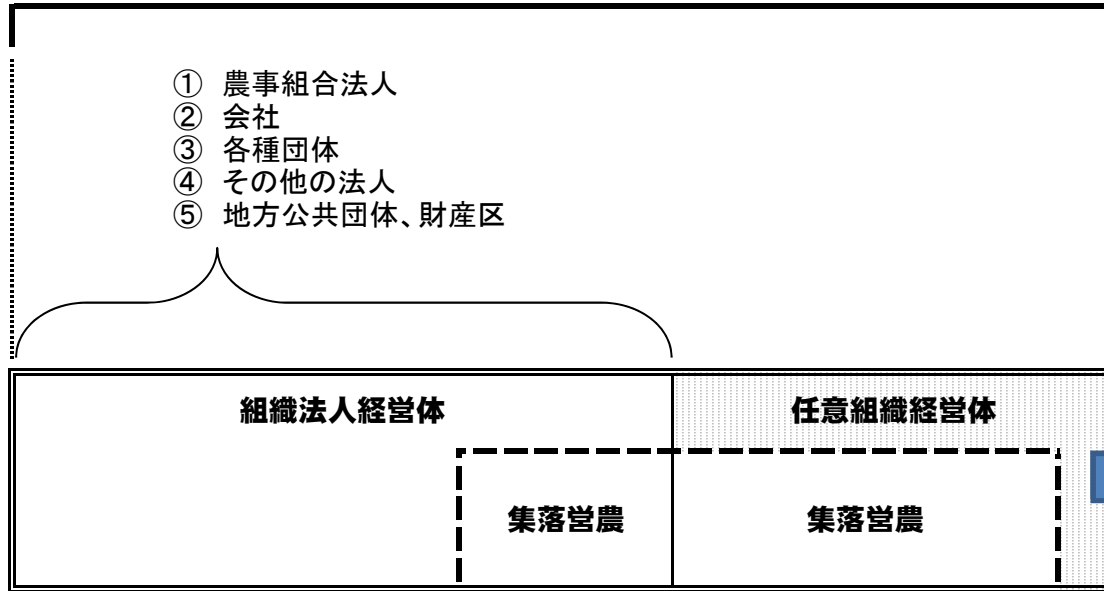 ① 農事組合法人
② 会社
③ 各種団体
④ その他の法人
⑤ 地方公共団体、財産区
組織法人経営体
任意組織経営体
集落営農
集落営農